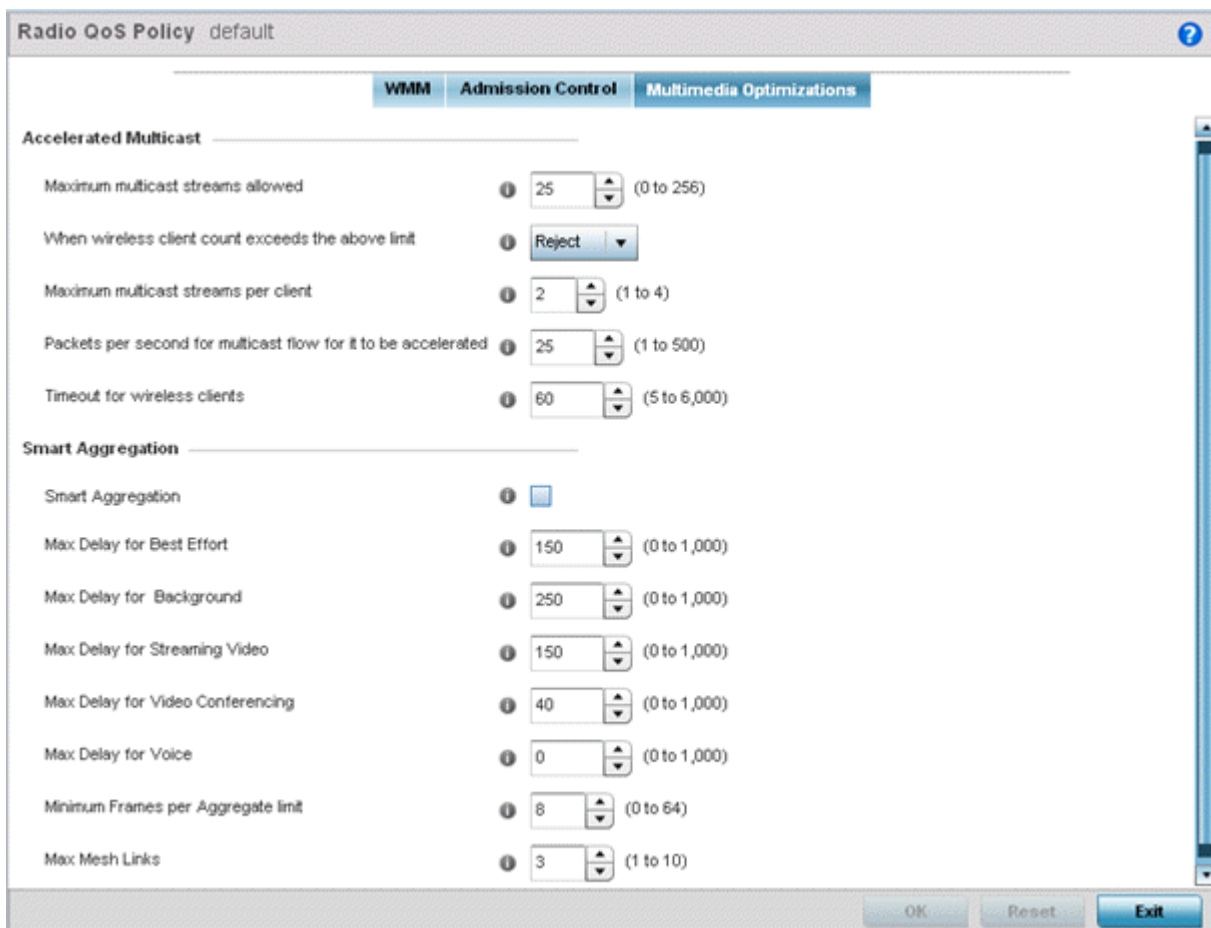 Radio QoS Policy default
WMM Admission Control Multimedia Optimizations
Accelerated Multicast
Maximum multicast streams allowed 25 (0 to 256)
When wireless client count exceeds the above limit Reject
Maximum multicast streams per client 2 (1 to 4)
Packets per second for multicast flow for it to be accelerated 25 (1 to 500)
Timeout for wireless clients 60 (5 to 6,000)
Smart Aggregation
Smart Aggregation
Max Delay for Best Effort 150 (0 to 1,000)
Max Delay for Background 250 (0 to 1,000)
Max Delay for Streaming Video 150 (0 to 1,000)
Max Delay for Video Conferencing 40 (0 to 1,000)
Max Delay for Voice 0 (0 to 1,000)
Minimum Frames per Aggregate limit 8 (0 to 64)
Max Mesh Links 3 (1 to 10)
OK Reset Exit